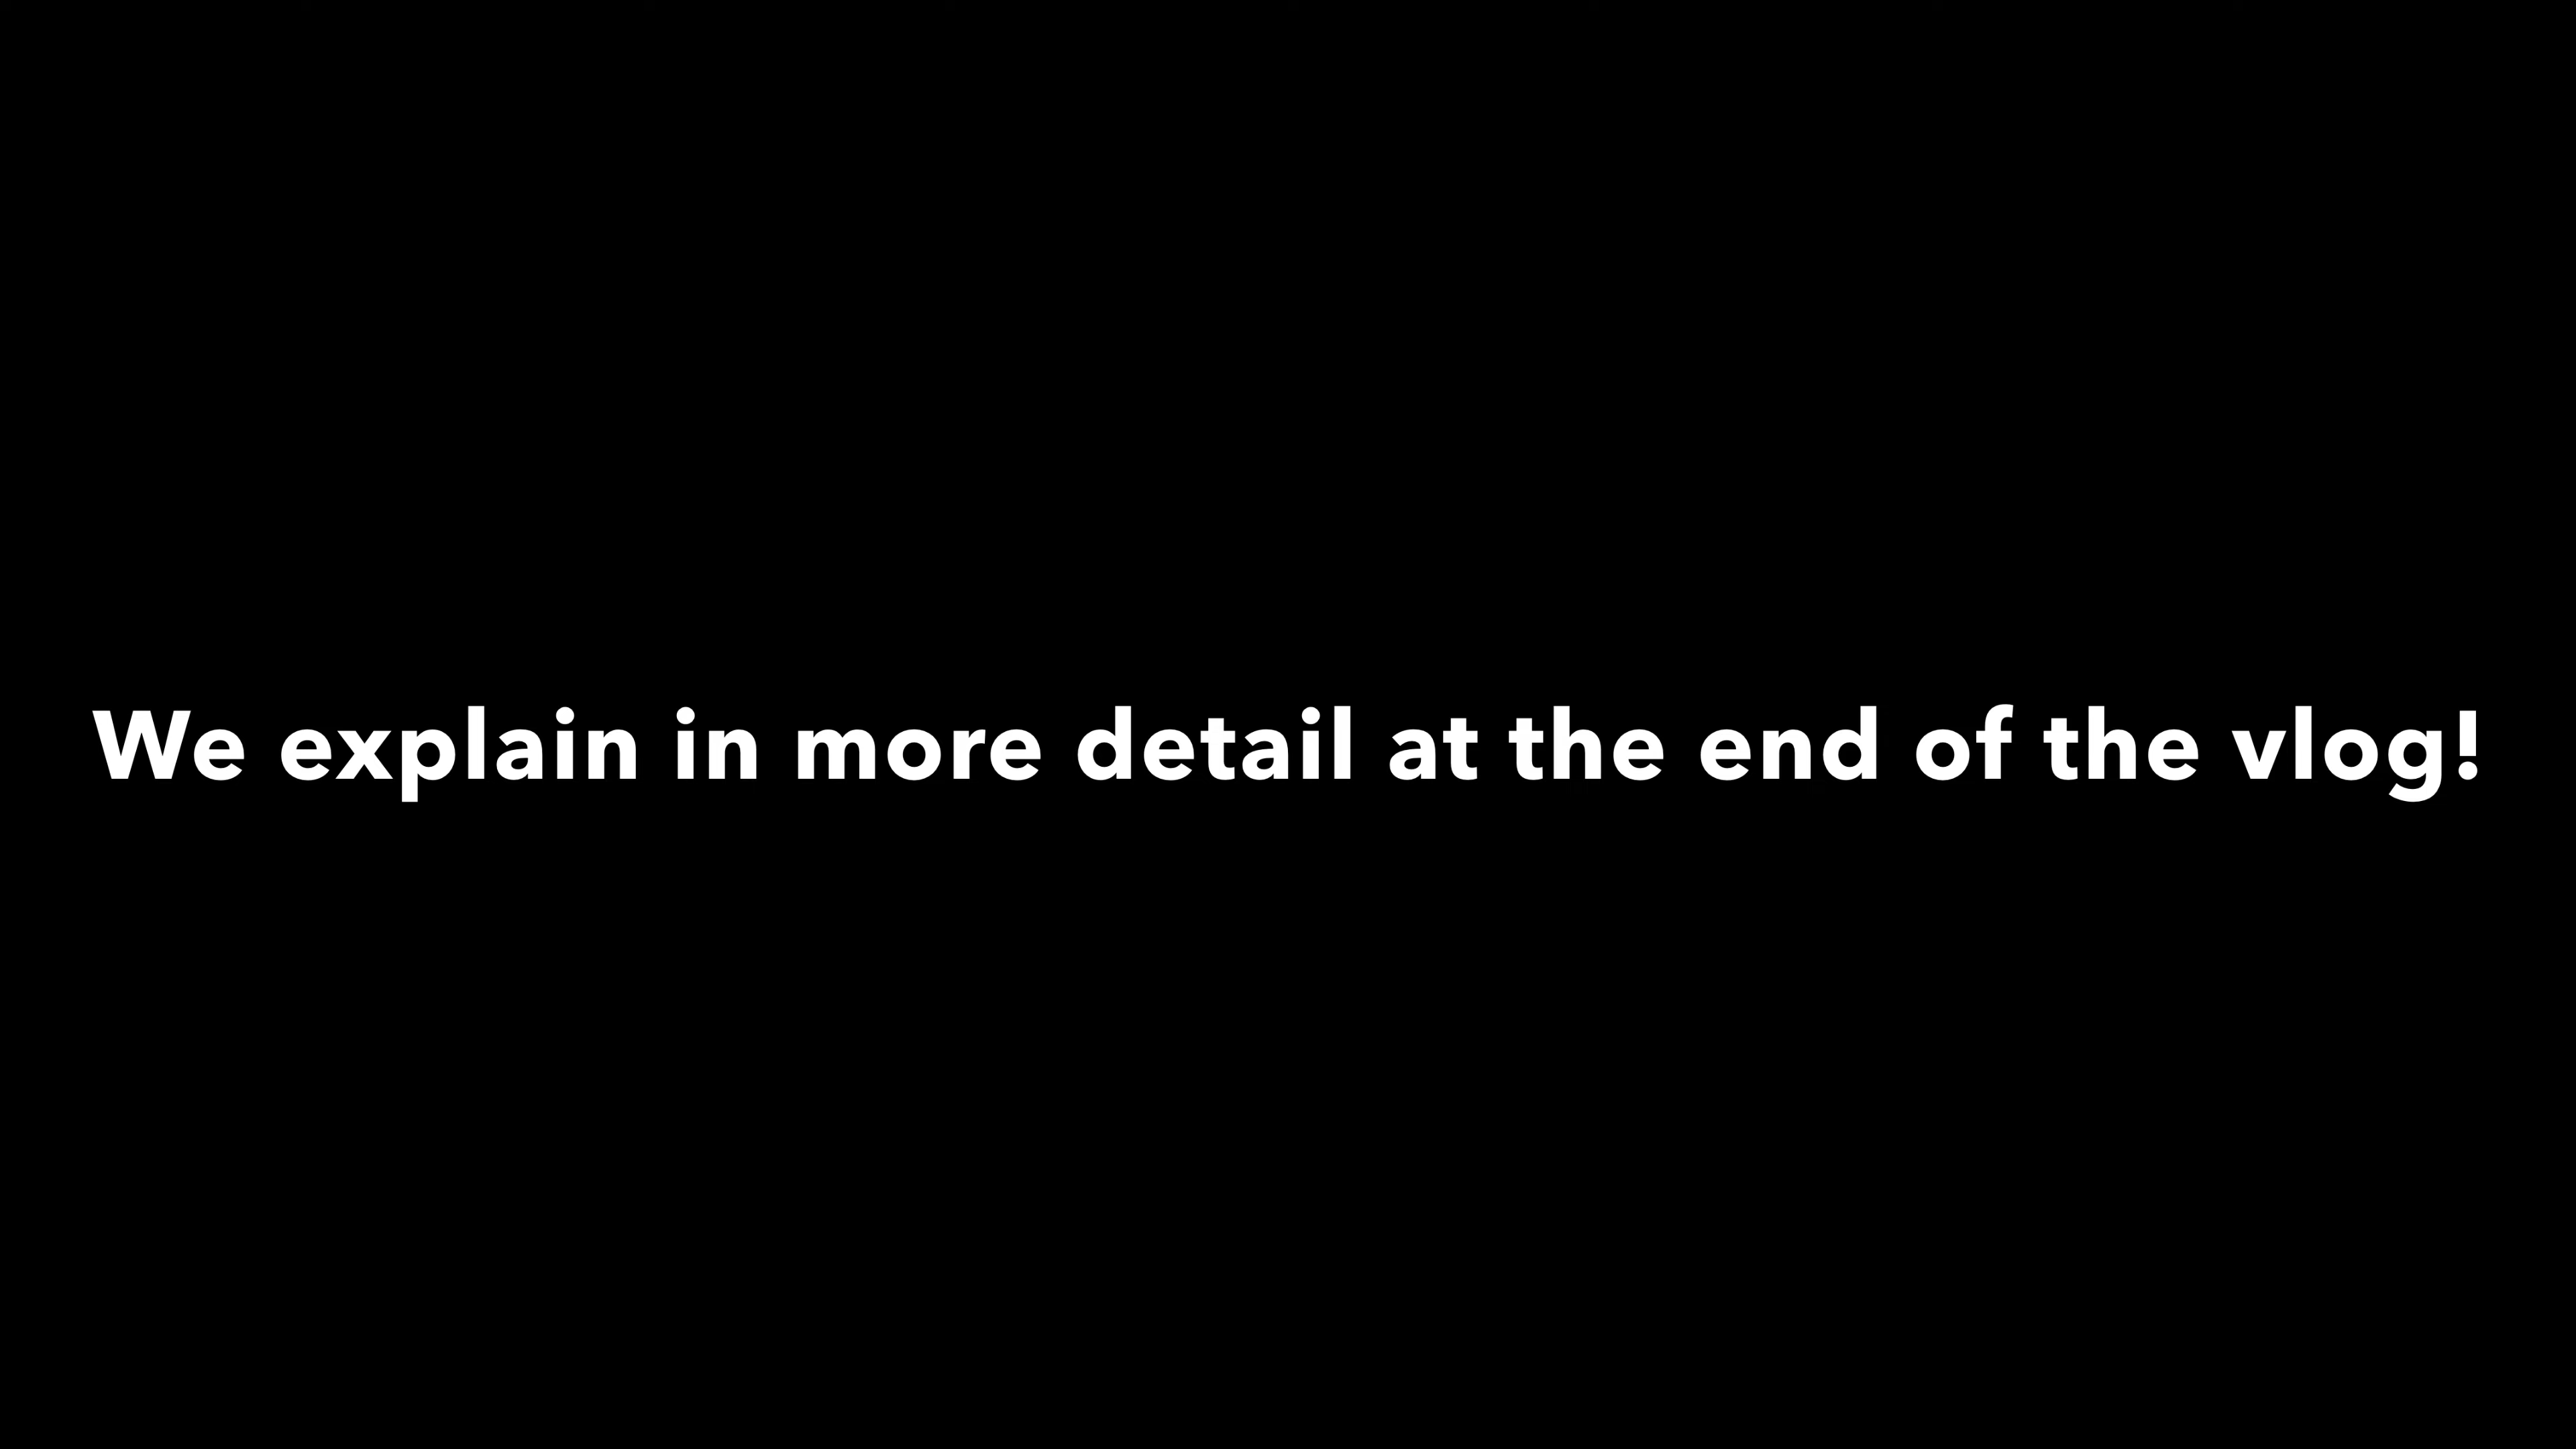 We explain in more detail at the end of the vlog!